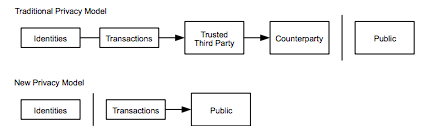 Traditional Privacy Model
Identities
Transactions
Trusted
Third Party
Counterparty
Public
New Privacy Model
Identities
Transactions
Public